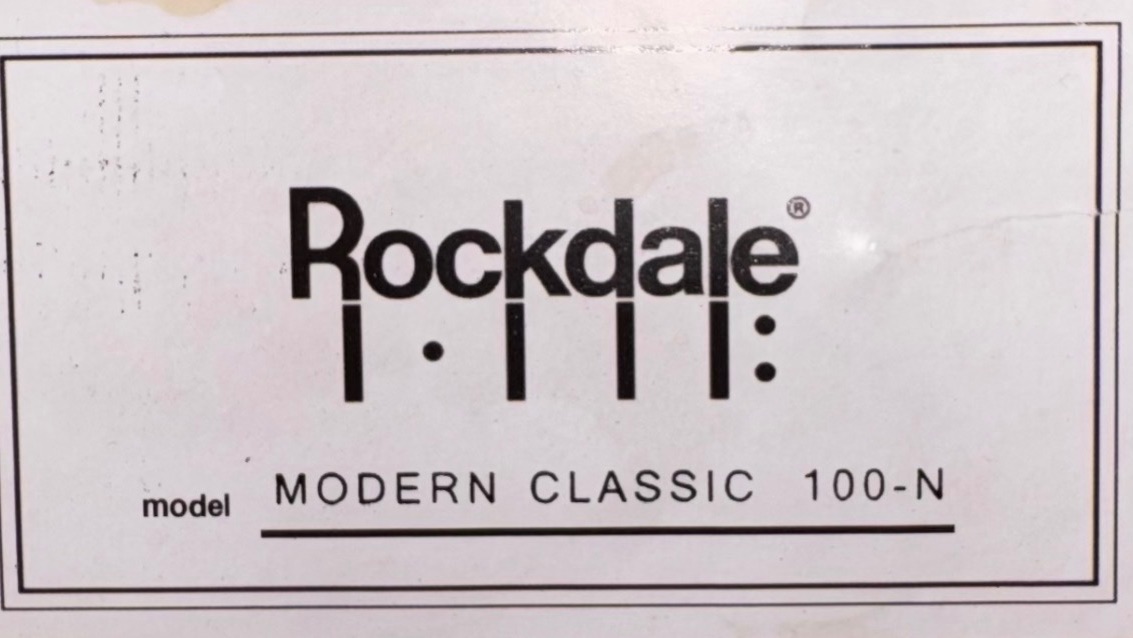 Rockdale®
model MODERN CLASSIC 100-N